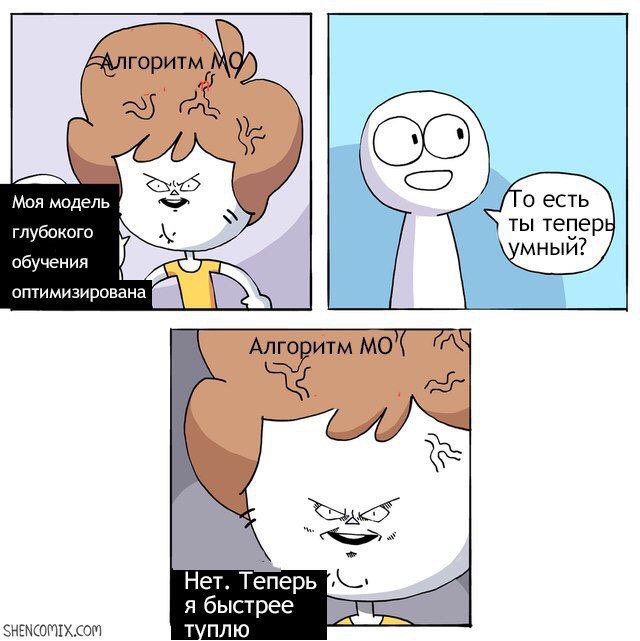 Алгоритм МО
Моя модель
глубокого
обучения
оптимизирована
То есть
ты теперь
умный?
Алгоритм МО
Нет. Теперь
я быстрее
туплю
SHENCOMIX.COM